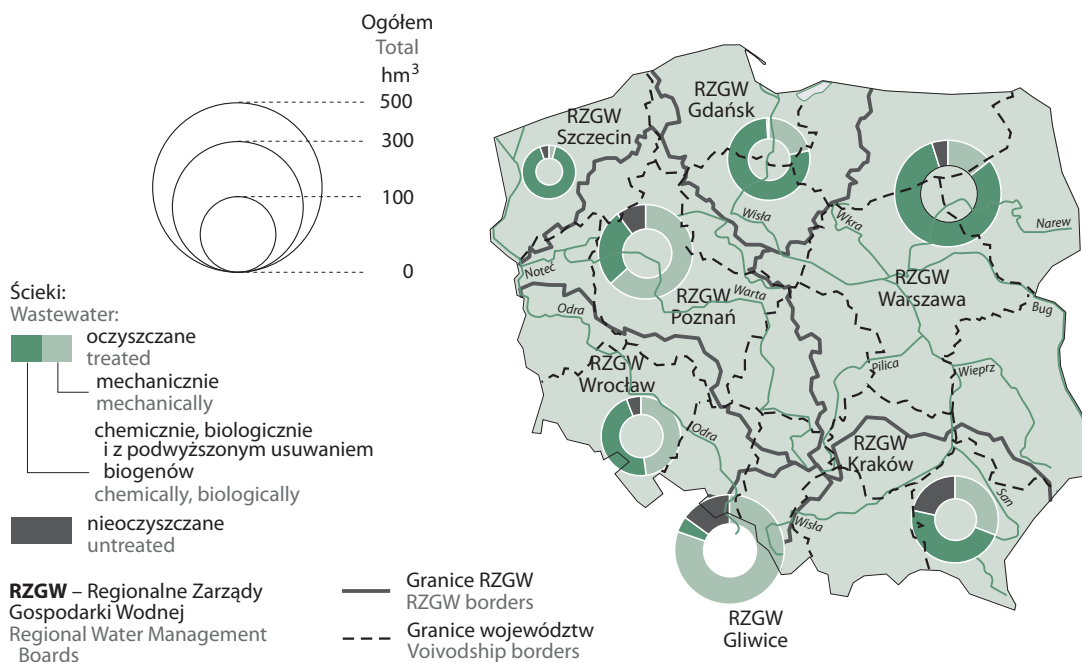 Ogółem
Total
hm³
500
300
100
0
Ścieki:
Wastewater:
oczyszczane
treated
mechanicznie
mechanically
chemicznie, biologicznie
i z podwyższonym usuwaniem
biogenów
chemically, biologically
nieoczyszczane
untreated
RZGW – Regionalne Zarządy
Gospodarki Wodnej
Regional Water Management
Boards
Granice RZGW
RZGW borders
Granice województw
Voivodship borders
RZGW
Szczecin
RZGW
Gdańsk
Wisła
Wkra
Narew
Noteć
Warta
RZGW
Poznań
RZGW
Warszawa
Odra
Bug
RZGW
Wrocław
Pilica
Wieprz
Odra
RZGW
Kraków
San
Wisła
RZGW
Gliwice